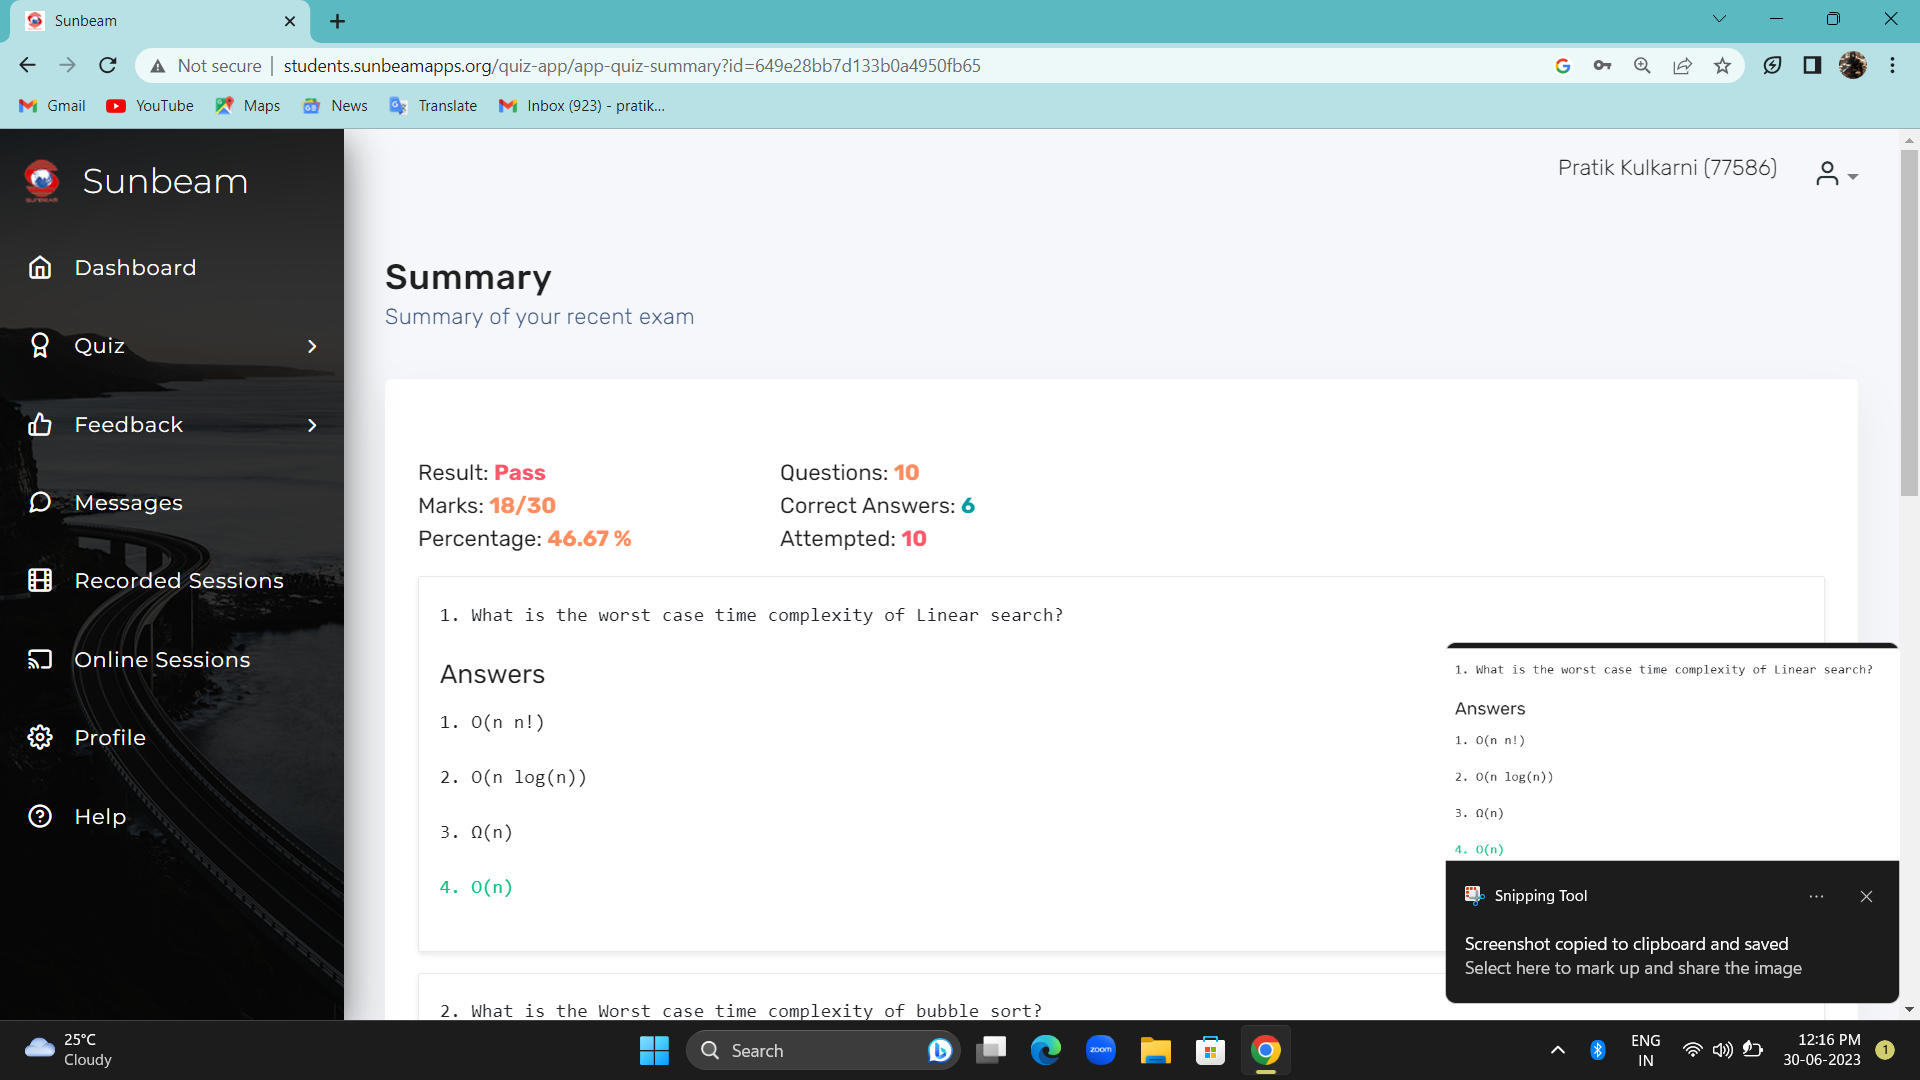 Sunbeam
Not secure
students.sunbeamapps.org/quiz-app/app-quiz-summary?id=649e28bb7d133b0a4950fb65
Gmail
YouTube
Maps
News
Translate
Inbox (923) - pratik...
Sunbeam
Dashboard
Quiz
Feedback
Messages
Recorded Sessions
Online Sessions
Profile
Help
Pratik Kulkarni (77586)
Summary
Summary of your recent exam
Result: Pass
Marks: 18/30
Percentage: 46.67 %
Questions: 10
Correct Answers: 6
Attempted: 10
1. What is the worst case time complexity of Linear search?
Answers
1. O(n n!)
2. O(n log(n))
3. Ω(n)
4. O(n)
2. What is the Worst case time complexity of bubble sort?
1. What is the worst case time complexity of Linear search?
Answers
1. O(n n!)
2. O(n log(n))
3. Ω(n)
4. O(n)
Snipping Tool
Screenshot copied to clipboard and saved
Select here to mark up and share the image
25°C
Cloudy
Search
zoom
ENG
IN
12:16 PM
30-06-2023
1